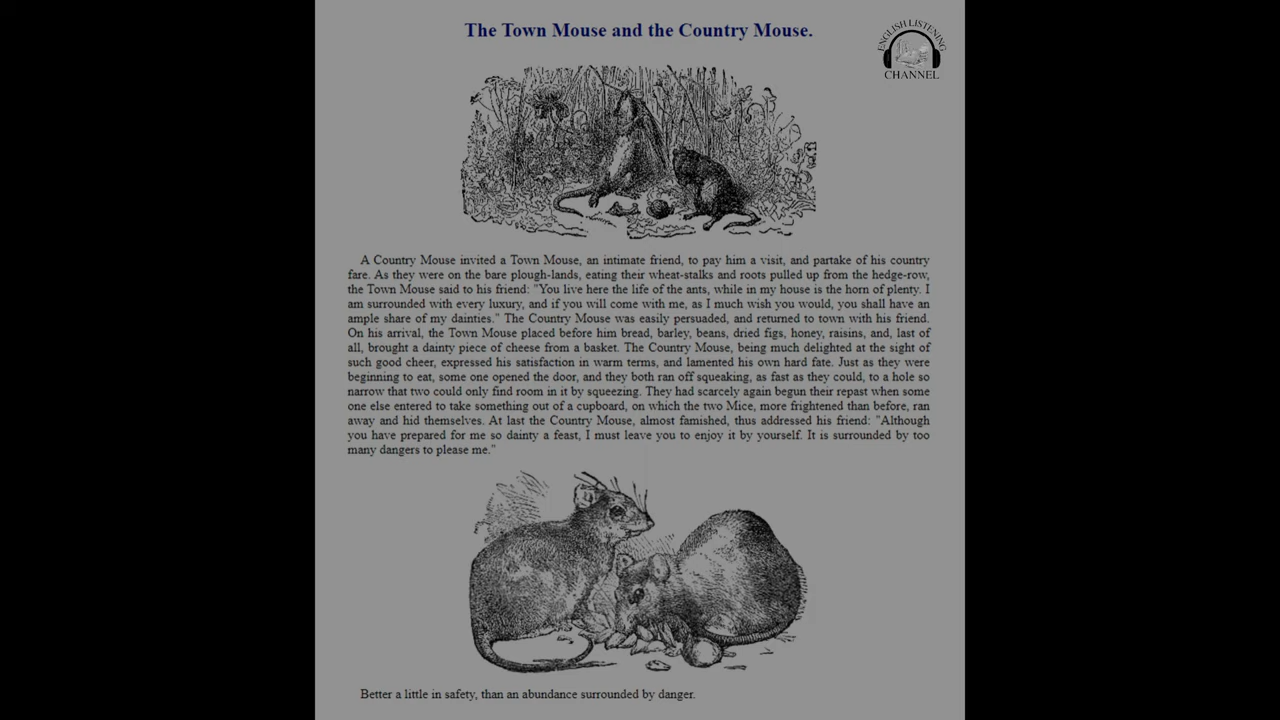 The Town Mouse and the Country Mouse.
ENGLISH LISTENING
CHANNEL
A Country Mouse invited a Town Mouse, an intimate friend, to pay him a visit, and partake of his country
fare. As they were on the bare plough-lands, eating their wheat-stalks and roots pulled up from the hedge-row,
the Town Mouse said to his friend: "You live here the life of the ants, while in my house is the horn of plenty. I
am surrounded with every luxury, and if you will come with me, as I much wish you would, you shall have an
ample share of my dainties." The Country Mouse was easily persuaded, and returned to town with his friend.
On his arrival, the Town Mouse placed before him bread, barley, beans, dried figs, honey, raisins, and, last of
all, brought a dainty piece of cheese from a basket. The Country Mouse, being much delighted at the sight of
such good cheer, expressed his satisfaction in warm terms, and lamented his own hard fate. Just as they were
beginning to eat, some one opened the door, and they both ran off squeaking, as fast as they could, to a hole so
narrow that two could only find room in it by squeezing. They had scarcely again begun their repast when some
one else entered to take something out of a cupboard, on which the two Mice, more frightened than before, ran
away and hid themselves. At last the Country Mouse, almost famished, thus addressed his friend: "Although
you have prepared for me so dainty a feast, I must leave you to enjoy it by yourself. It is surrounded by too
many dangers to please me."
Better a little in safety, than an abundance surrounded by danger.